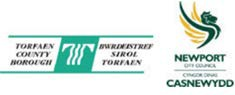 TORFAEN
COUNTY
BOROUGH
BWRDEISTREF
SIROL
TORFAEN
NEWPORT
CITY COUNCIL
CYNGOR DINAS
CASNEWYDD